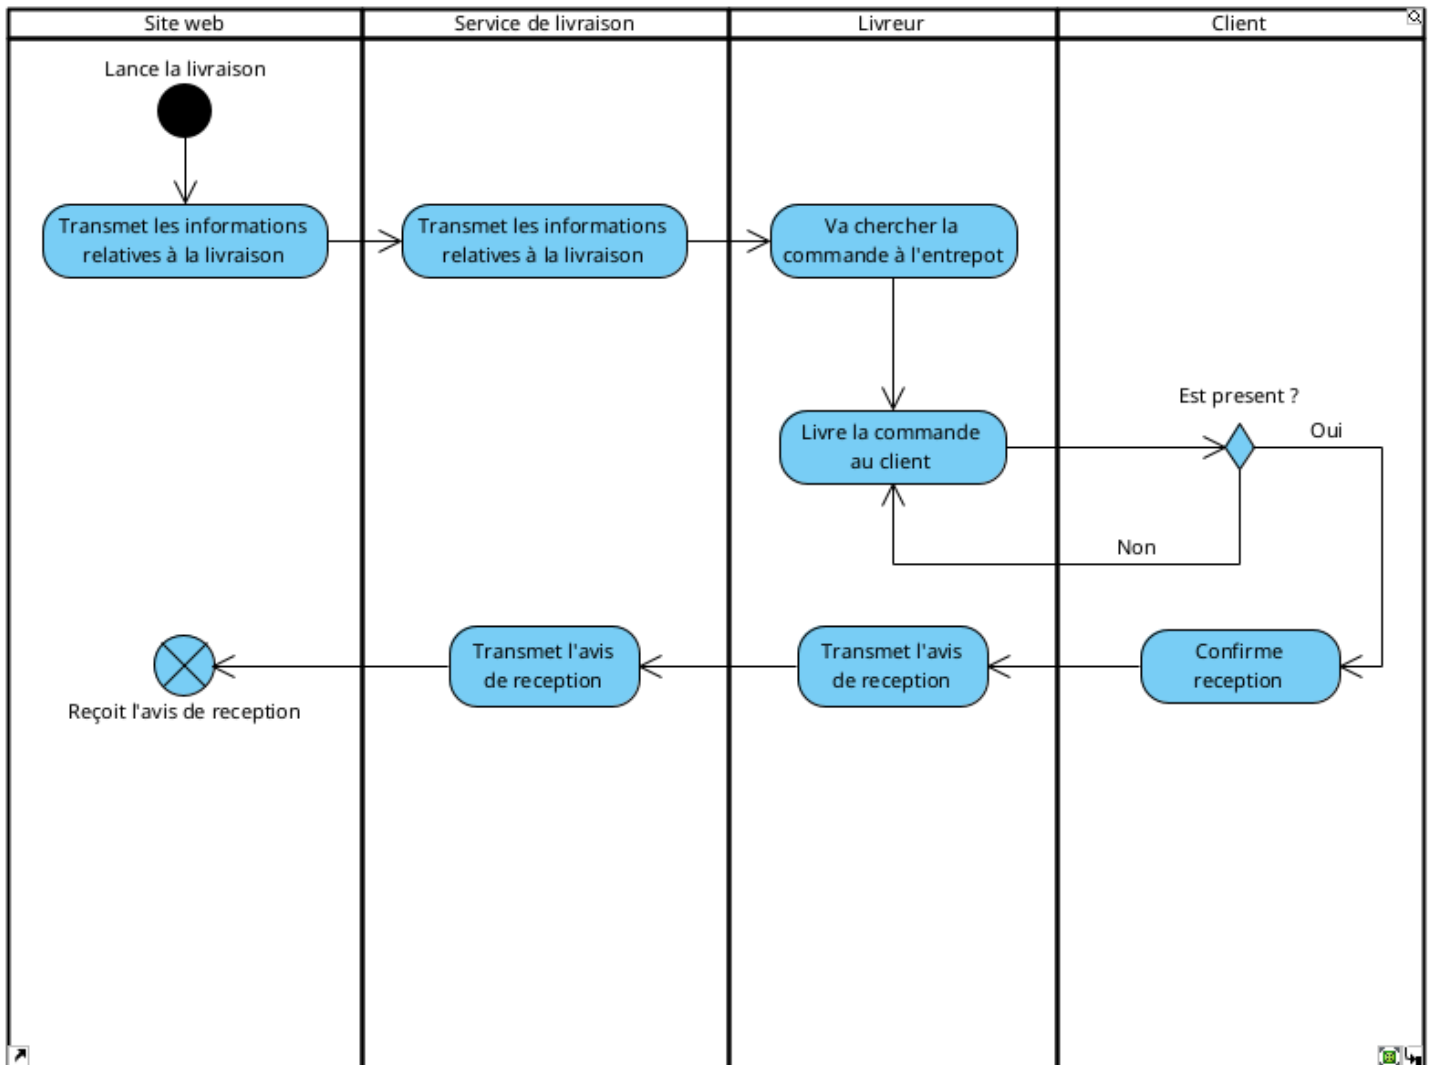 Site web
Service de livraison
Livreur
Client
Lance la livraison
Transmet les informations
relatives à la livraison
Transmet les informations
relatives à la livraison
Va chercher la
commande à l'entrepot
Livre la commande
au client
Est present ?
Oui
Non
Confirme
reception
Transmet l'avis
de reception
Transmet l'avis
de reception
Reçoit l'avis de reception